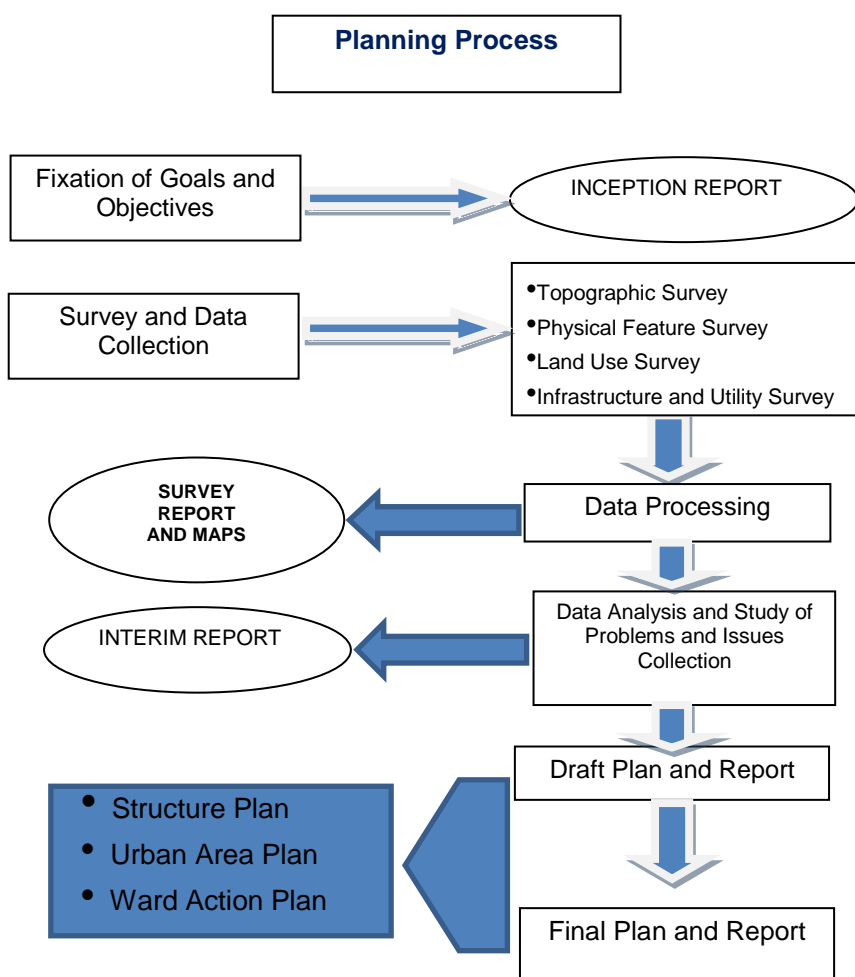 Planning Process
Fixation of Goals and
Objectives
INCEPTION REPORT
Survey and Data
Collection
•Topographic Survey
•Physical Feature Survey
•Land Use Survey
•Infrastructure and Utility Survey
SURVEY
REPORT
AND MAPS
Data Processing
INTERIM REPORT
Data Analysis and Study of
Problems and Issues
Collection
Draft Plan and Report
• Structure Plan
• Urban Area Plan
• Ward Action Plan
Final Plan and Report